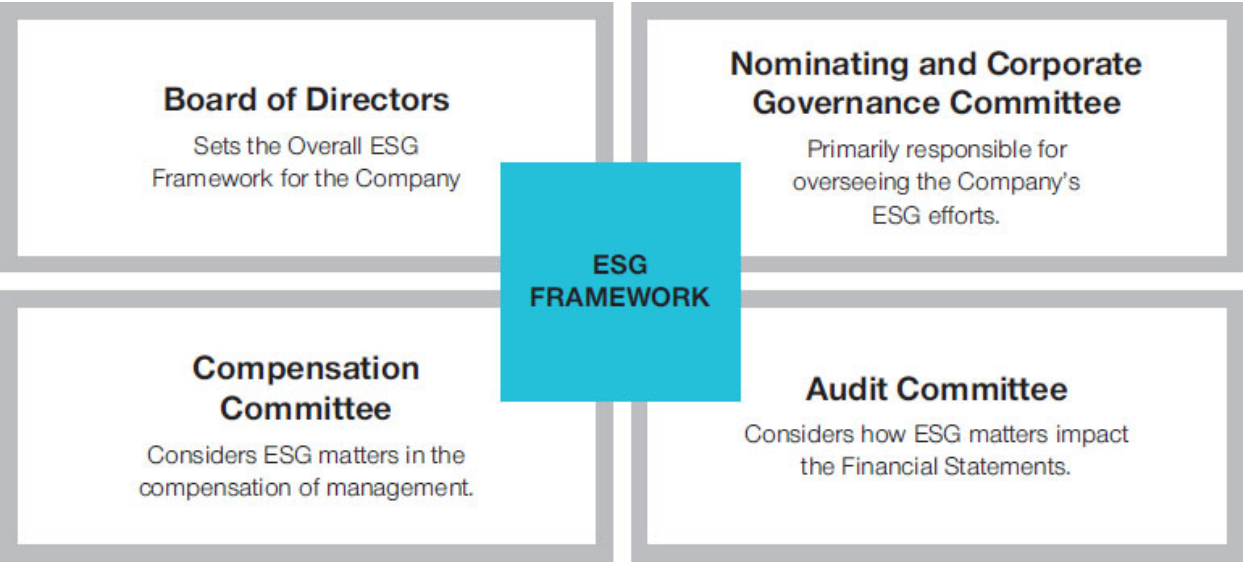 Board of Directors
Sets the Overall ESG
Framework for the Company
Nominating and Corporate
Governance Committee
Primarily responsible for
overseeing the Company's
ESG efforts.
ESG
FRAMEWORK
Compensation
Committee
Considers ESG matters in the
compensation of management.
Audit Committee
Considers how ESG matters impact
the Financial Statements.